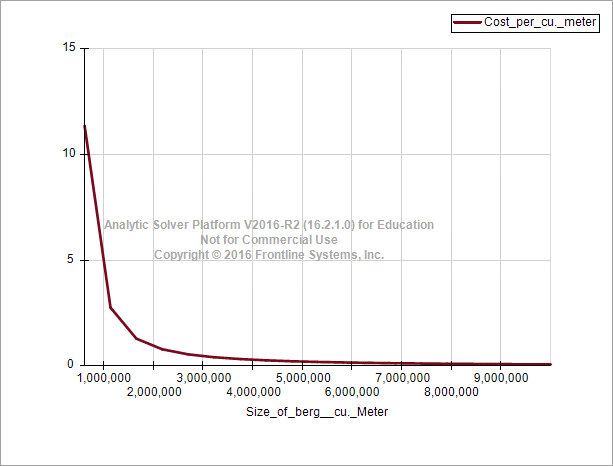 Cost_per_cu._meter
15
10
5
0
Analytic Solver Platform V2016-R2 (16.2.1.0) for Education
Not for Commercial Use
Copyright © 2016 Frontline Systems, Inc.
1,000,000 3,000,000 5,000,000 7,000,000 9,000,000
2,000,000 4,000,000 6,000,000 8,000,000
Size_of_berg__cu._Meter